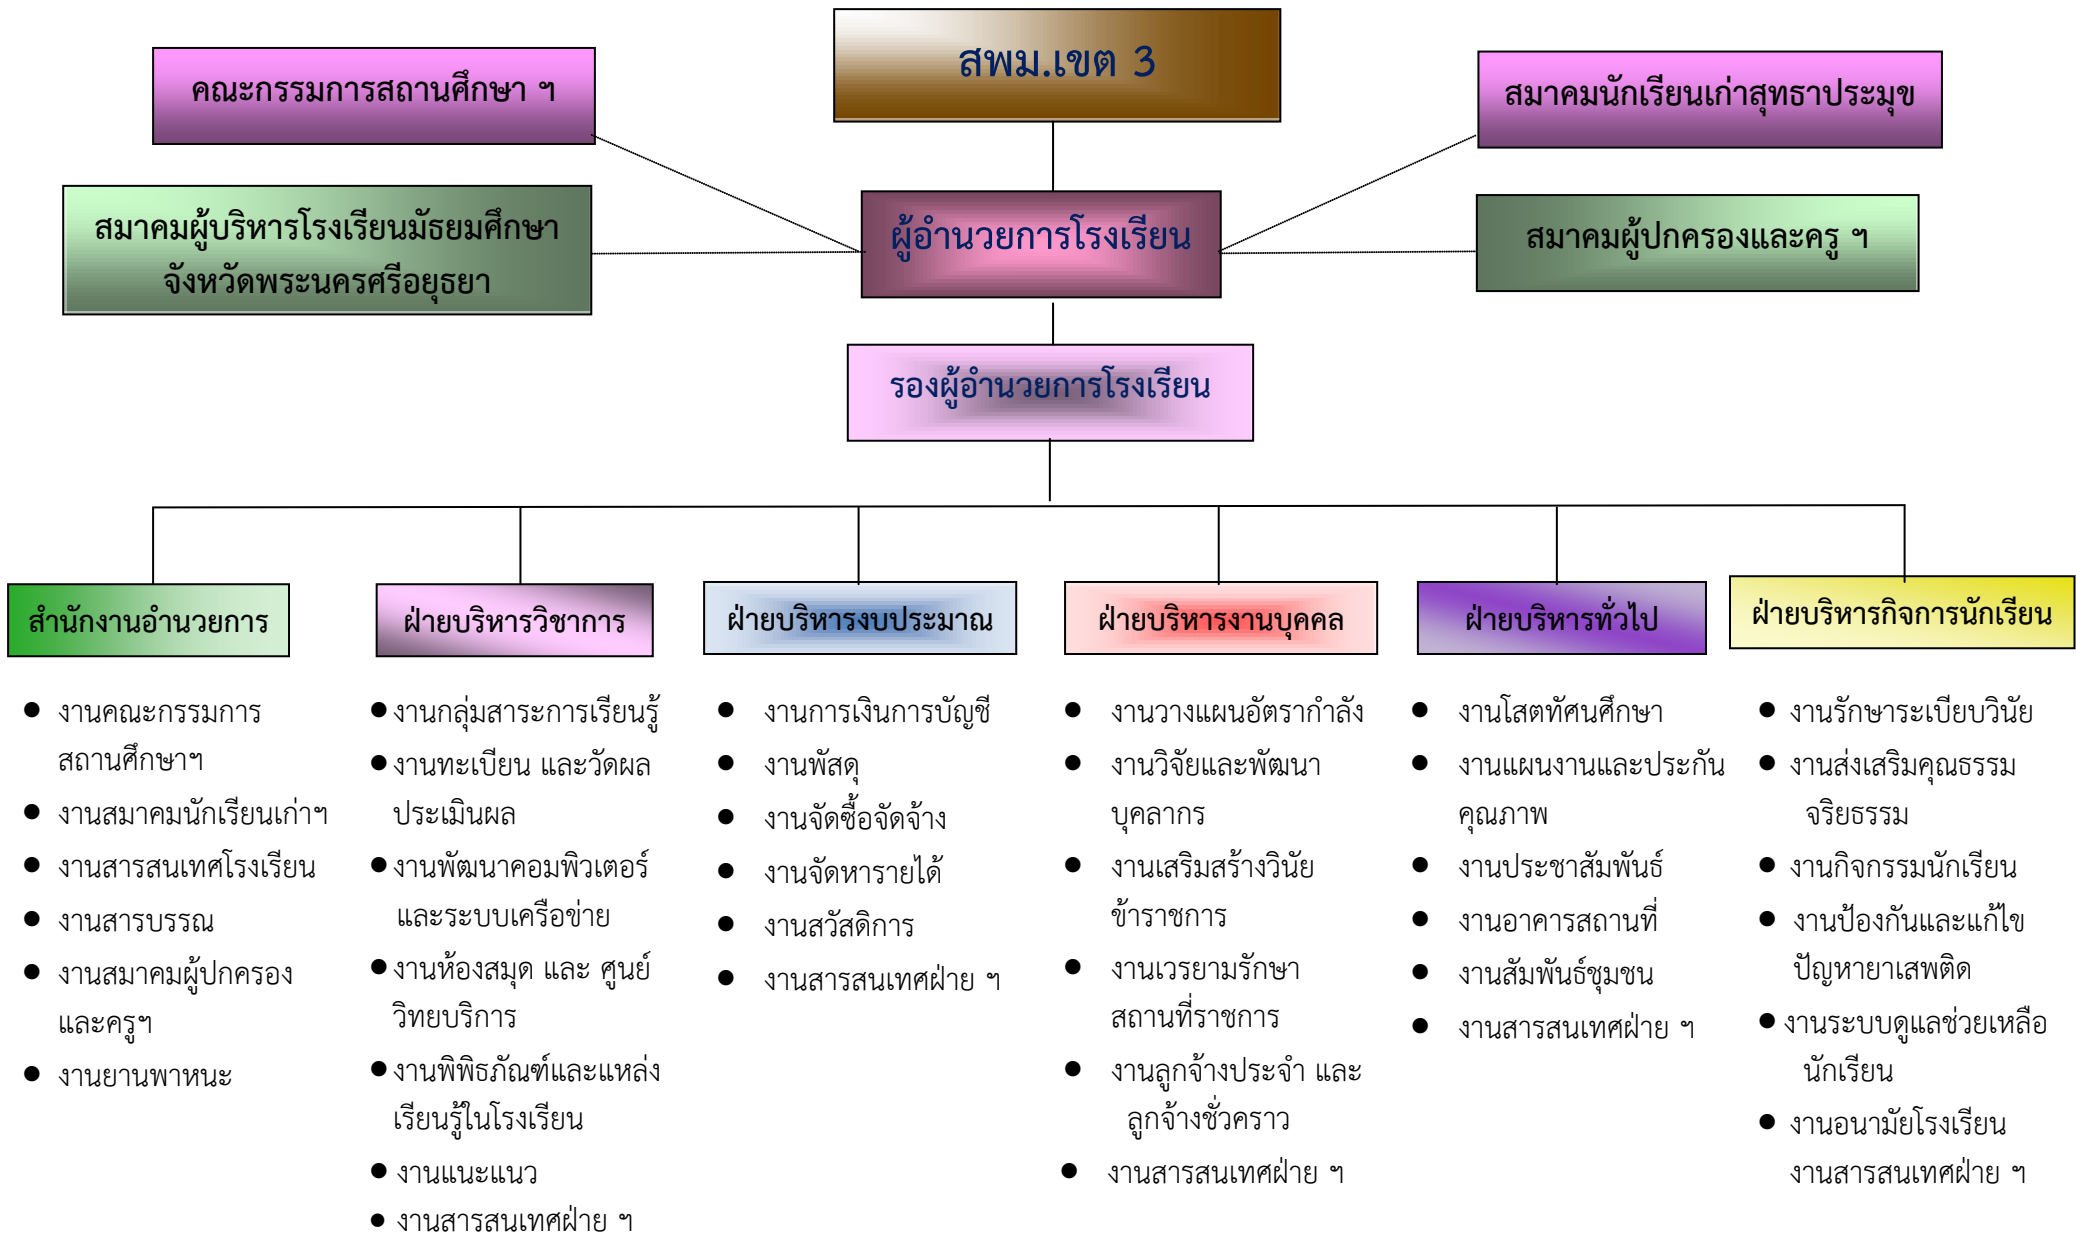 สพม.เขต 3
คณะกรรมการสถานศึกษา ฯ
สมาคมนักเรียนเก่าสุทธาประมุข
สมาคมผู้บริหารโรงเรียนมัธยมศึกษา
จังหวัดพระนครศรีอยุธยา
ผู้อำนวยการโรงเรียน
สมาคมผู้ปกครองและครู ฯ
รองผู้อำนวยการโรงเรียน
สำนักงานอำนวยการ
● งานคณะกรรมการ
สถานศึกษาฯ
● งานสมาคมนักเรียนเก่าฯ
● งานสารสนเทศโรงเรียน
● งานสารบรรณ
● งานสมาคมผู้ปกครอง
และครูฯ
● งานยานพาหนะ
ฝ่ายบริหารวิชาการ
● งานกลุ่มสาระการเรียนรู้
● งานทะเบียน และวัดผล
ประเมินผล
● งานพัฒนาคอมพิวเตอร์
และระบบเครือข่าย
● งานห้องสมุด และ ศูนย์
วิทยบริการ
● งานพิพิธภัณฑ์และแหล่ง
เรียนรู้ในโรงเรียน
● งานแนะแนว
● งานสารสนเทศฝ่าย ฯ
ฝ่ายบริหารงบประมาณ
● งานการเงินการบัญชี
● งานพัสดุ
● งานจัดซื้อจัดจ้าง
● งานจัดหารายได้
● งานสวัสดิการ
● งานสารสนเทศฝ่าย ฯ
ฝ่ายบริหารงานบุคคล
● งานวางแผนอัตรากำลัง
● งานวิจัยและพัฒนา
บุคลากร
● งานเสริมสร้างวินัย
ข้าราชการ
● งานเวรยามรักษา
สถานที่ราชการ
● งานลูกจ้างประจำ และ
ลูกจ้างชั่วคราว
● งานสารสนเทศฝ่าย ฯ
ฝ่ายบริหารทั่วไป
● งานโสตทัศนศึกษา
● งานแผนงานและประกัน
คุณภาพ
● งานประชาสัมพันธ์
● งานอาคารสถานที่
● งานสัมพันธ์ชุมชน
● งานสารสนเทศฝ่าย ฯ
ฝ่ายบริหารกิจการนักเรียน
● งานรักษาระเบียบวินัย
● งานส่งเสริมคุณธรรม
จริยธรรม
● งานกิจกรรมนักเรียน
● งานป้องกันและแก้ไข
ปัญหายาเสพติด
● งานระบบดูแลช่วยเหลือ
นักเรียน
● งานอนามัยโรงเรียน
งานสารสนเทศฝ่าย ฯ